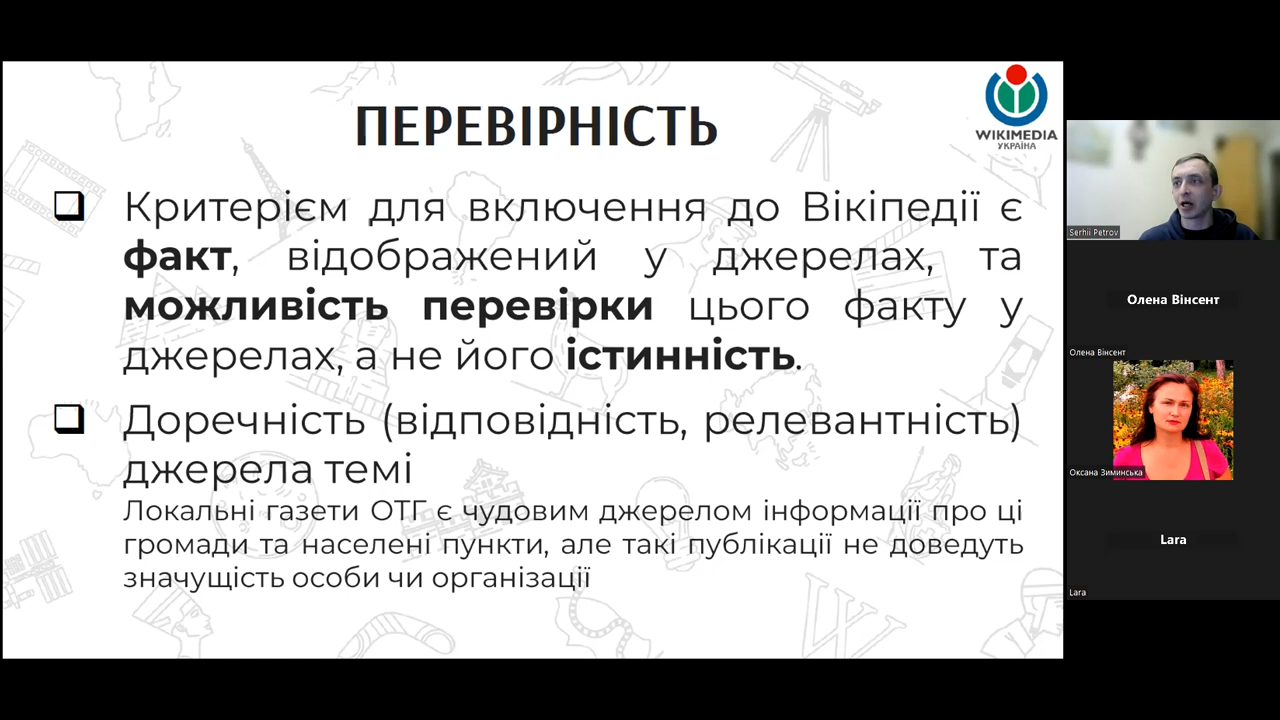 ПЕРЕВІРНІСТЬ
WIKIMEDIA
УКРАЇНА
Критерієм для включення до Вікіпедії є
факт, відображений у джерелах, та
можливість перевірки цього факту у
джерелах, а не його істинність.
Доречність (відповідність, релевантність)
джерела темі
Локальні газети ОТГ є чудовим джерелом інформації про ці
громади та населені пункти, але такі публікації не доведуть
значущість особи чи організації
Serhii Petrov
Олена Вінсент
Олена Вінсент
Оксана Зиминська
Lara
Lara